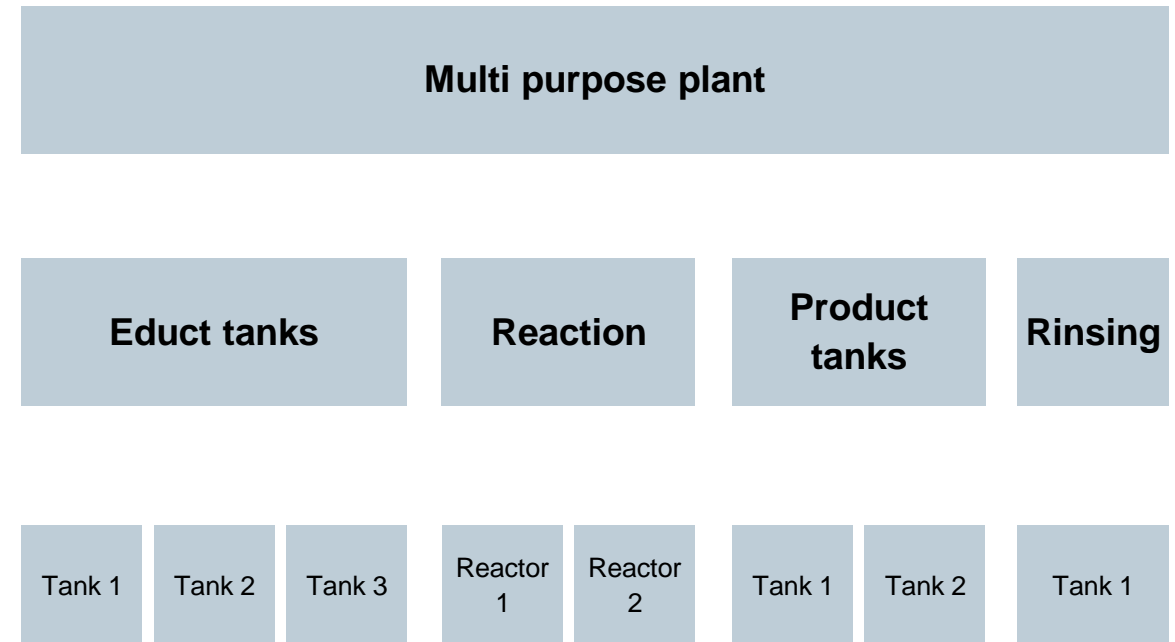 Multi purpose plant
Educt tanks
Reaction
Product
tanks
Rinsing
Tank 1
Tank 2
Tank 3
Reactor
1
Reactor
2
Tank 1
Tank 2
Tank 1